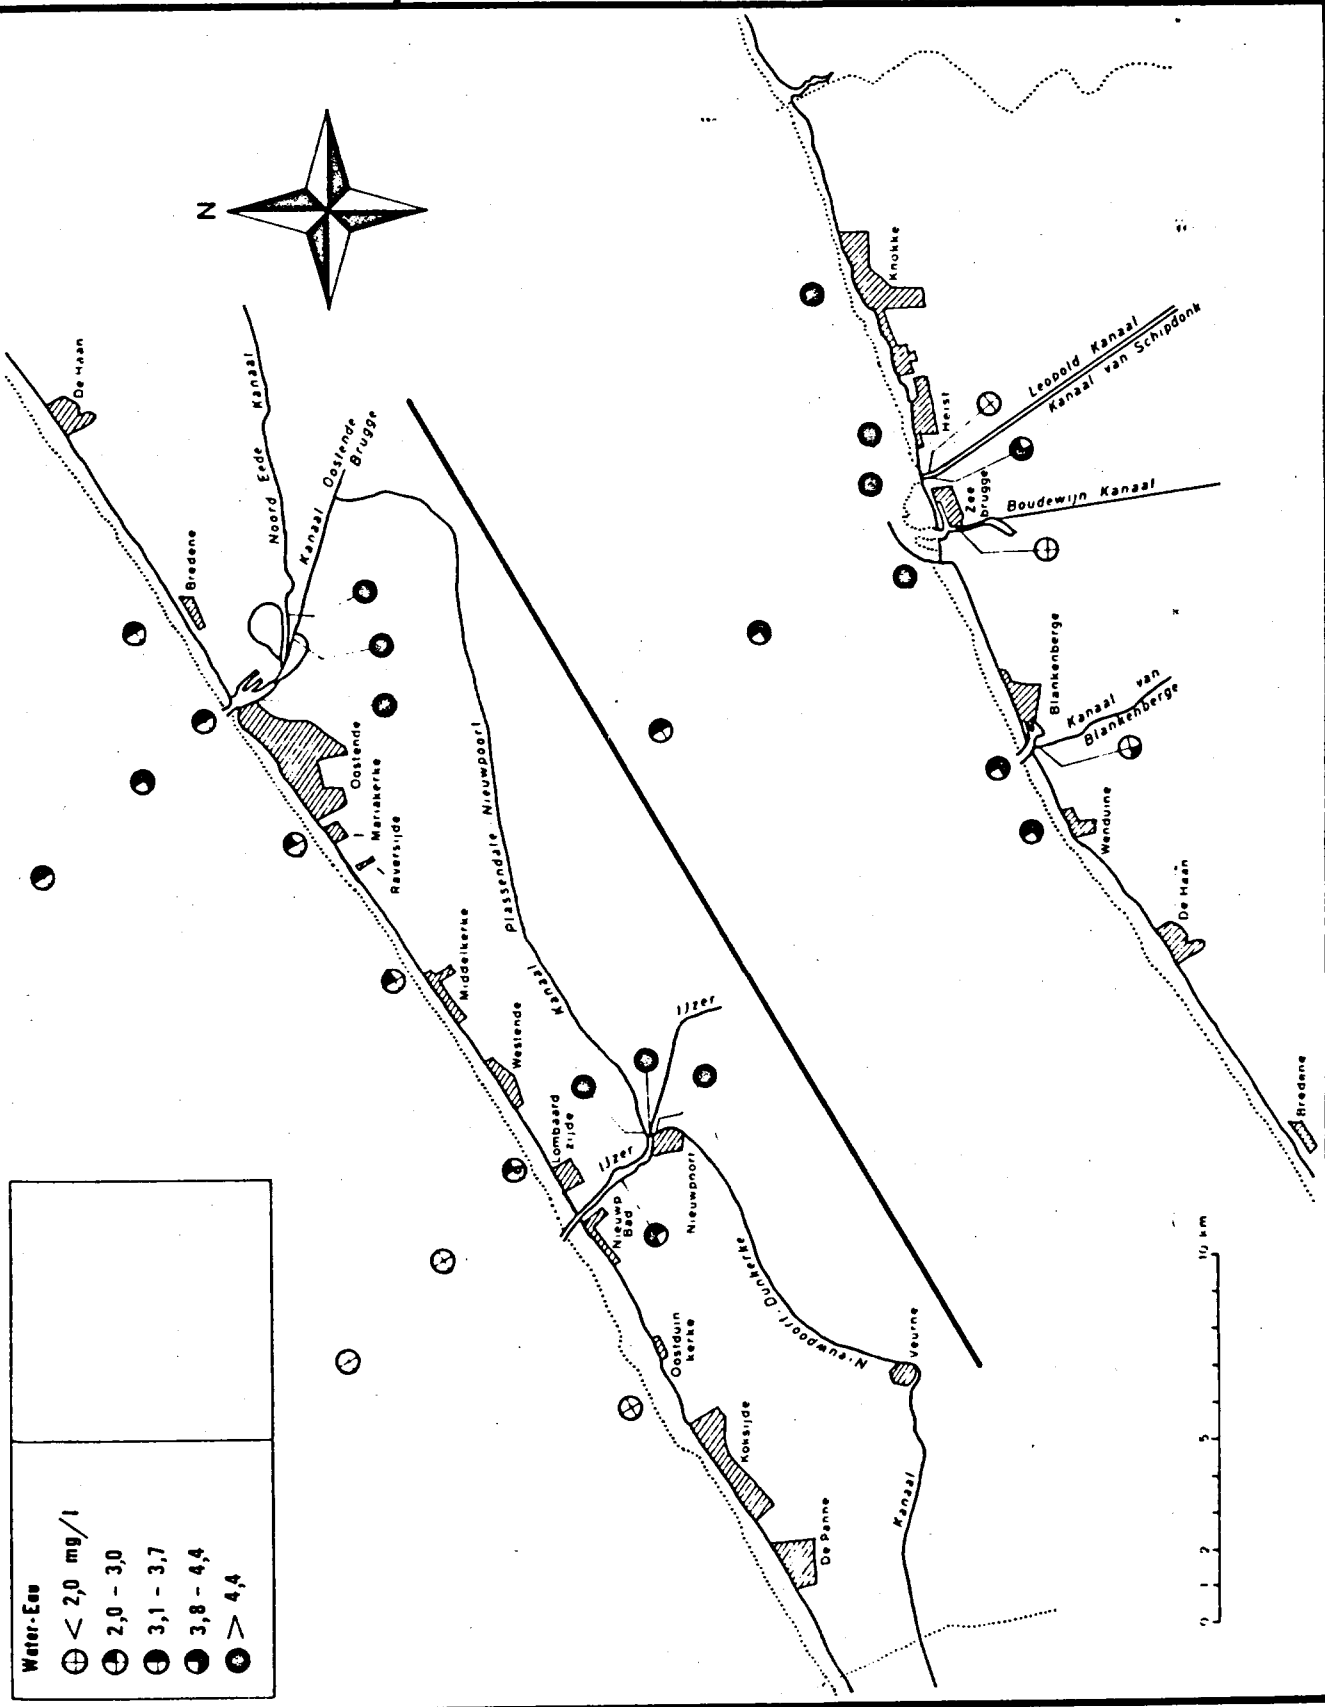 Water-Eau
< 2,0 mg/l
2,0 - 3,0
3,1 - 3,7
3,8 - 4,4
> 4,4
N
De Haan
Noord Eede Kanaal
Kanaal Oostende
Brugge
Bredene
Oostende
Mariakerke
Raversijde
Middelkerke
Westende
Lombaard
zijde
Kanaal Plassendale Nieuwpoort
IJzer
IJzer
Nieuwp
Bad
Nieuwpoort
Oostduin
kerke
Koksijde
De Panne
Kanaal Nieuwpoort-Dunkerke
Veurne
Knokke
Heist
Leopold Kanaal
Kanaal van Schipdonk
Zee
brugge
Boudewijn Kanaal
Blankenberge
Kanaal van
Blankenberge
Wenduine
De Haan
Bredene
0 1 2 5 10 km